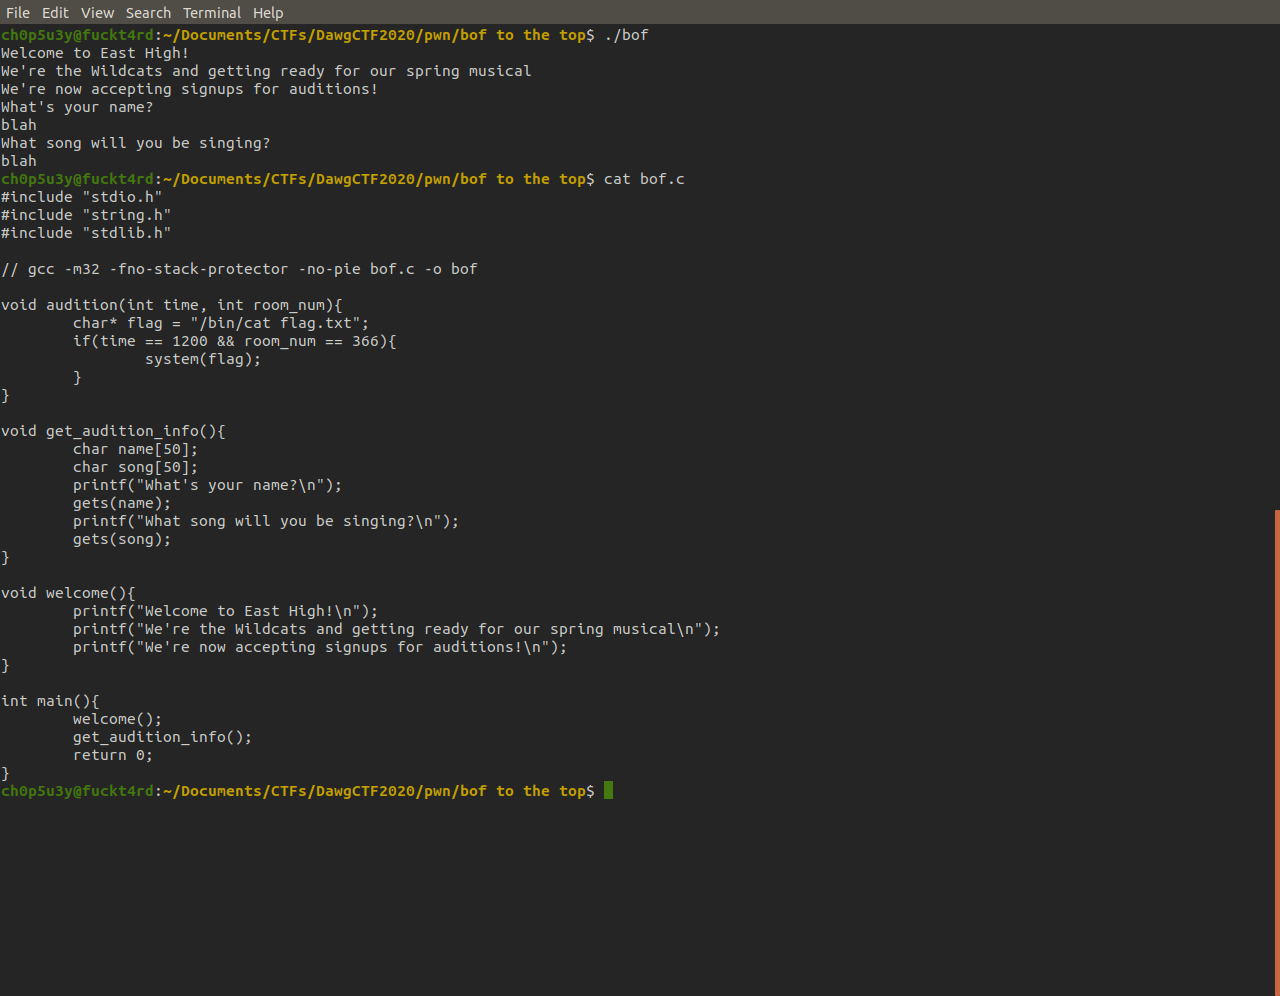 File Edit View Search Terminal Help
ch0p5u3y@fuckt4rd:~/Documents/CTFs/DawgCTF2020/pwn/bof to the top$ ./bof
Welcome to East High!
We're the Wildcats and getting ready for our spring musical
We're now accepting signups for auditions!
What's your name?
blah
What song will you be singing?
blah
ch0p5u3y@fuckt4rd:~/Documents/CTFs/DawgCTF2020/pwn/bof to the top$ cat bof.c
#include "stdio.h"
#include "string.h"
#include "stdlib.h"

// gcc -m32 -fno-stack-protector -no-pie bof.c -o bof

void audition(int time, int room_num){
        char* flag = "/bin/cat flag.txt";
        if(time == 1200 && room_num == 366){
                system(flag);
        }
}

void get_audition_info(){
        char name[50];
        char song[50];
        printf("What's your name?\n");
        gets(name);
        printf("What song will you be singing?\n");
        gets(song);
}

void welcome(){
        printf("Welcome to East High!\n");
        printf("We're the Wildcats and getting ready for our spring musical\n");
        printf("We're now accepting signups for auditions!\n");
}

int main(){
        welcome();
        get_audition_info();
        return 0;
}
ch0p5u3y@fuckt4rd:~/Documents/CTFs/DawgCTF2020/pwn/bof to the top$